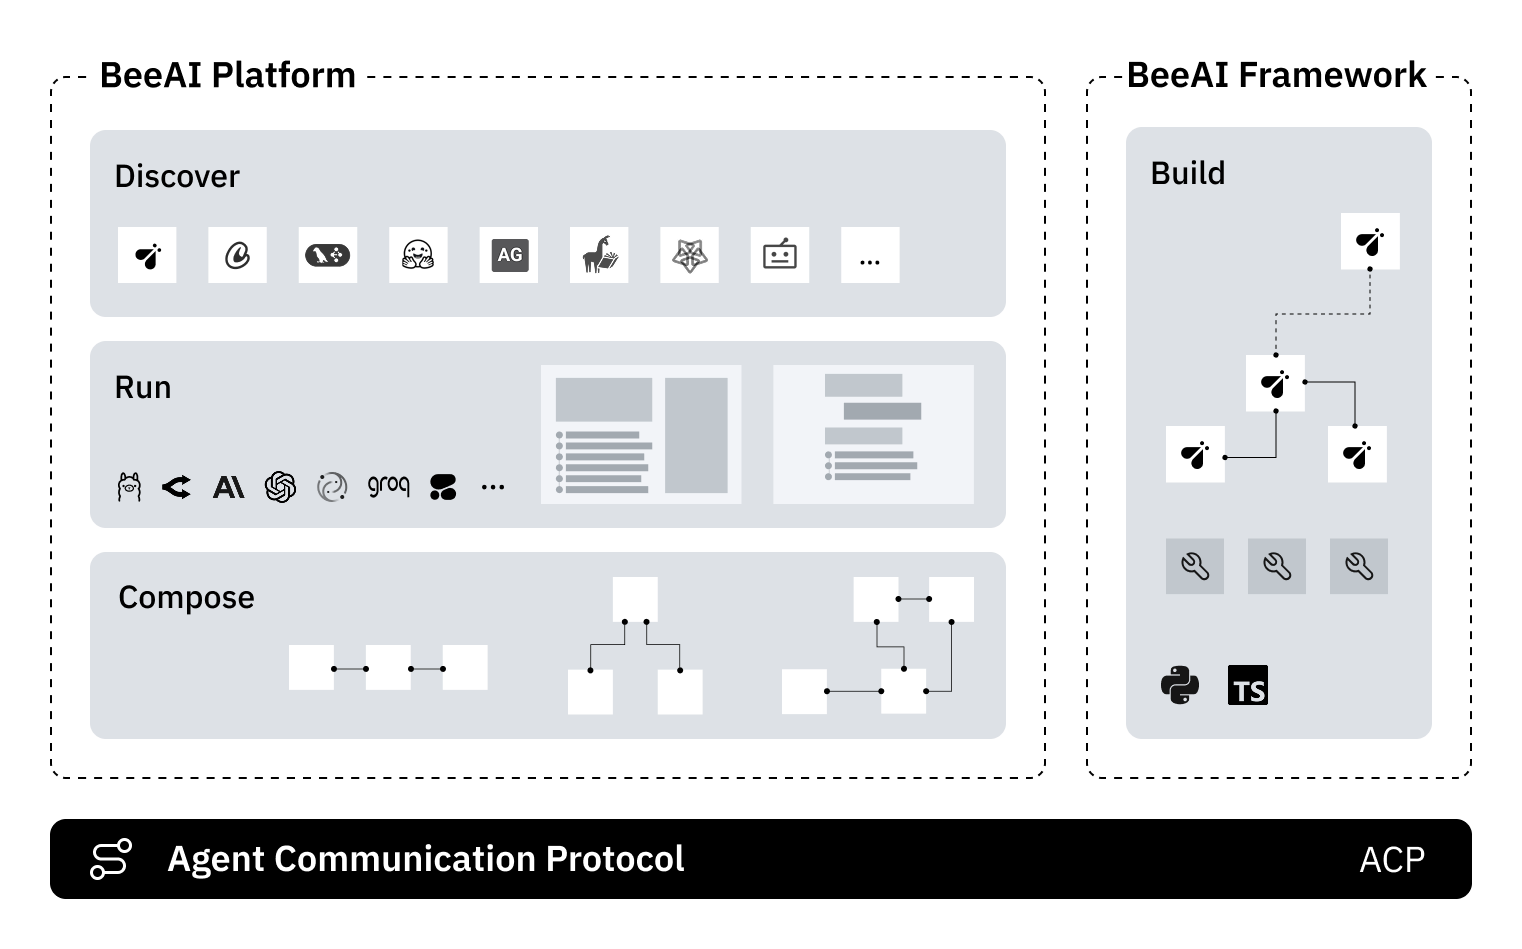 BeeAI Platform
Discover
AG
...
Run
groq
...
Compose
BeeAI Framework
Build
TS
Agent Communication Protocol
ACP